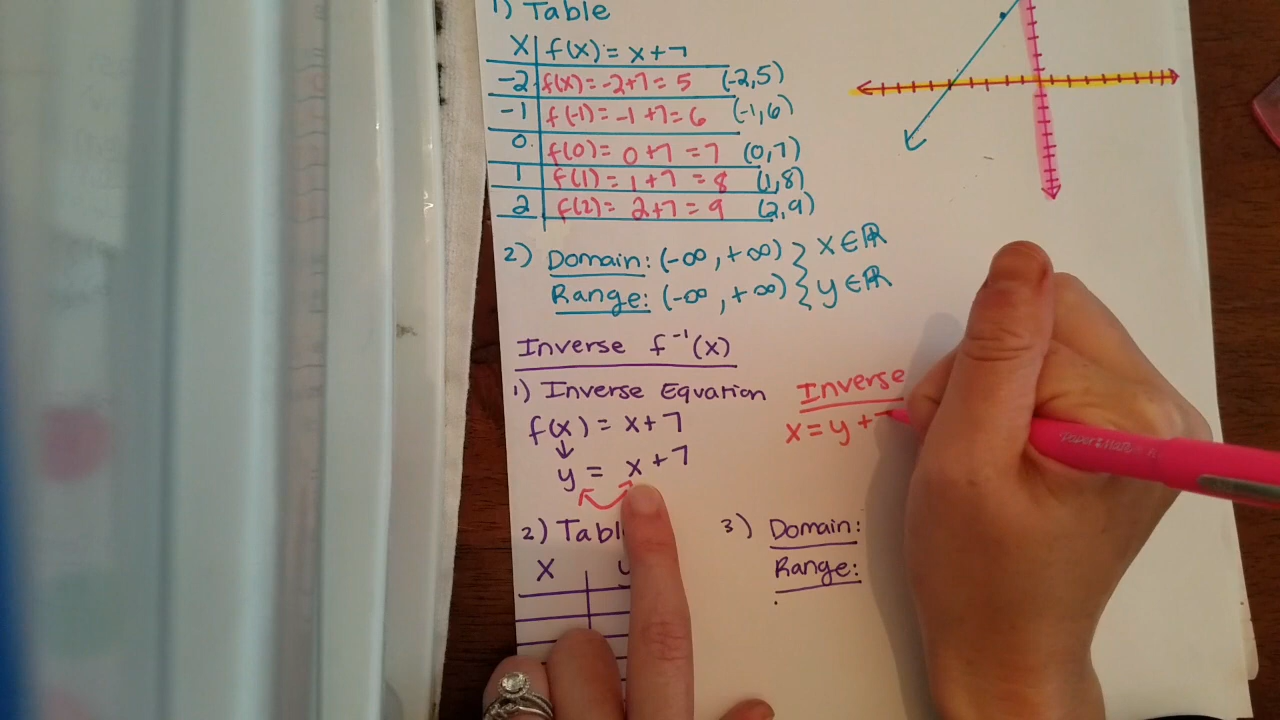 1) Table
x f(x) = x+7
-2 f(x) = -2+7 = 5 (-2,5)
-1 f(-1) = -1+7 = 6 (-1,6)
0 f(0) = 0+7 = 7 (0,7)
1 f(1) = 1+7 = 8 (1,8)
2 f(2) = 2+7 = 9 (2,9)
2) Domain: (-∞, +∞) } x ∈ ℝ
Range: (-∞, +∞) } y ∈ ℝ
Inverse f⁻¹(x)
1) Inverse Equation
f(x) = x+7
↓
y = x+7
Inverse
x = y +7
2) Tabl
x y
3) Domain:
Range: